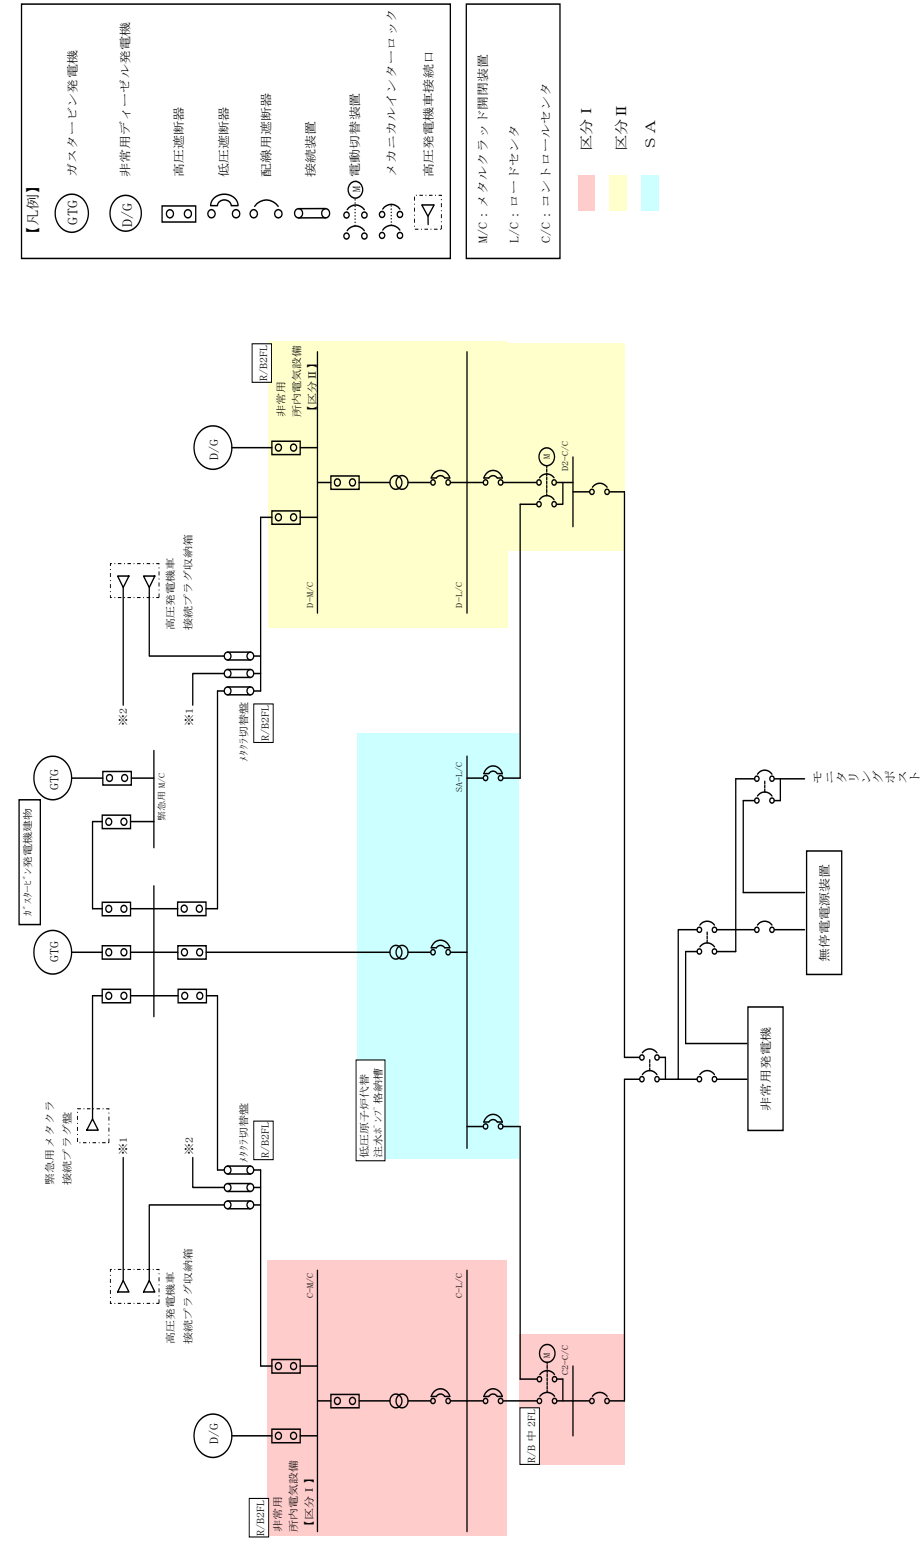 【凡例】
GTG
ガスタービン発電機
D/G
非常用ディーゼル発電機
高圧遮断器
低圧遮断器
配線用遮断器
接続装置
M
電動切替装置
メカニカルインターロック
高圧発電機車接続口
M/C：メタルクラッド開閉装置
L/C：ロードセンタ
C/C：コントロールセンタ
区分Ⅰ
区分Ⅱ
ＳＡ
ガスタービン発電機建物
GTG
GTG
緊急用 M/C
緊急用メタクラ
接続プラグ盤
高圧発電機車
接続プラグ収納箱
※1
※2
メタクラ切替盤
R/B2FL
高圧発電機車
接続プラグ収納箱
※2
※1
メタクラ切替盤
R/B2FL
D/G
R/B2FL
非常用
所内電気設備
【区分Ⅰ】
C-M/C
C-L/C
R/B 中 2FL
M
C2-C/C
低圧原子炉代替
注水ポンプ格納槽
SA-L/C
D/G
R/B2FL
非常用
所内電気設備
【区分Ⅱ】
D-M/C
D-L/C
M
D2-C/C
非常用発電機
無停電電源装置
モニタリングポスト